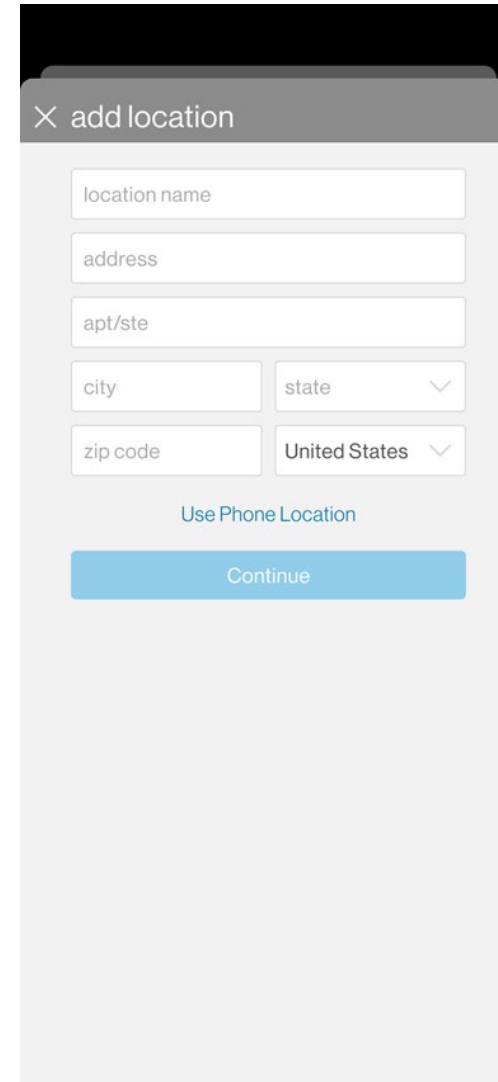 add location
location name
address
apt/ste
city state
zip code United States
Use Phone Location
Continue